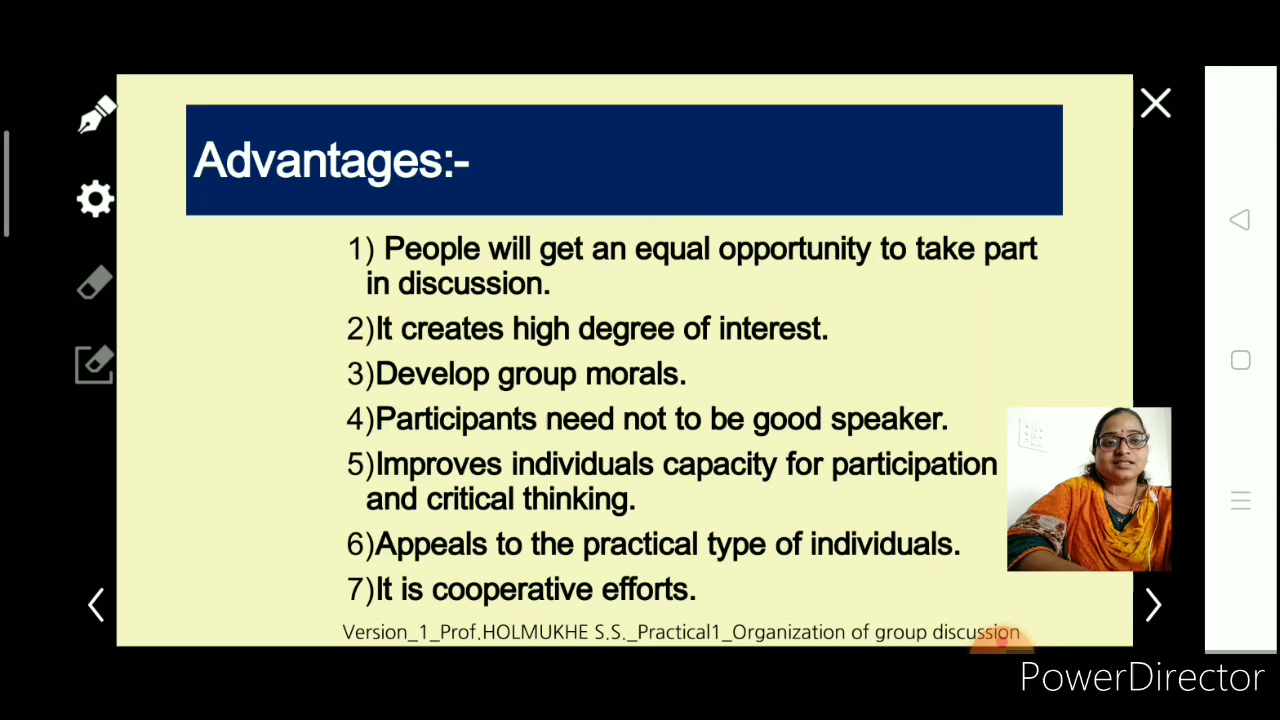 Advantages:-
1) People will get an equal opportunity to take part
in discussion.
2)It creates high degree of interest.
3)Develop group morals.
4)Participants need not to be good speaker.
5)Improves individuals capacity for participation
and critical thinking.
6)Appeals to the practical type of individuals.
7)It is cooperative efforts.
Version_1_Prof.HOLMUKHE S.S._Practical1_Organization of group discussion
PowerDirector